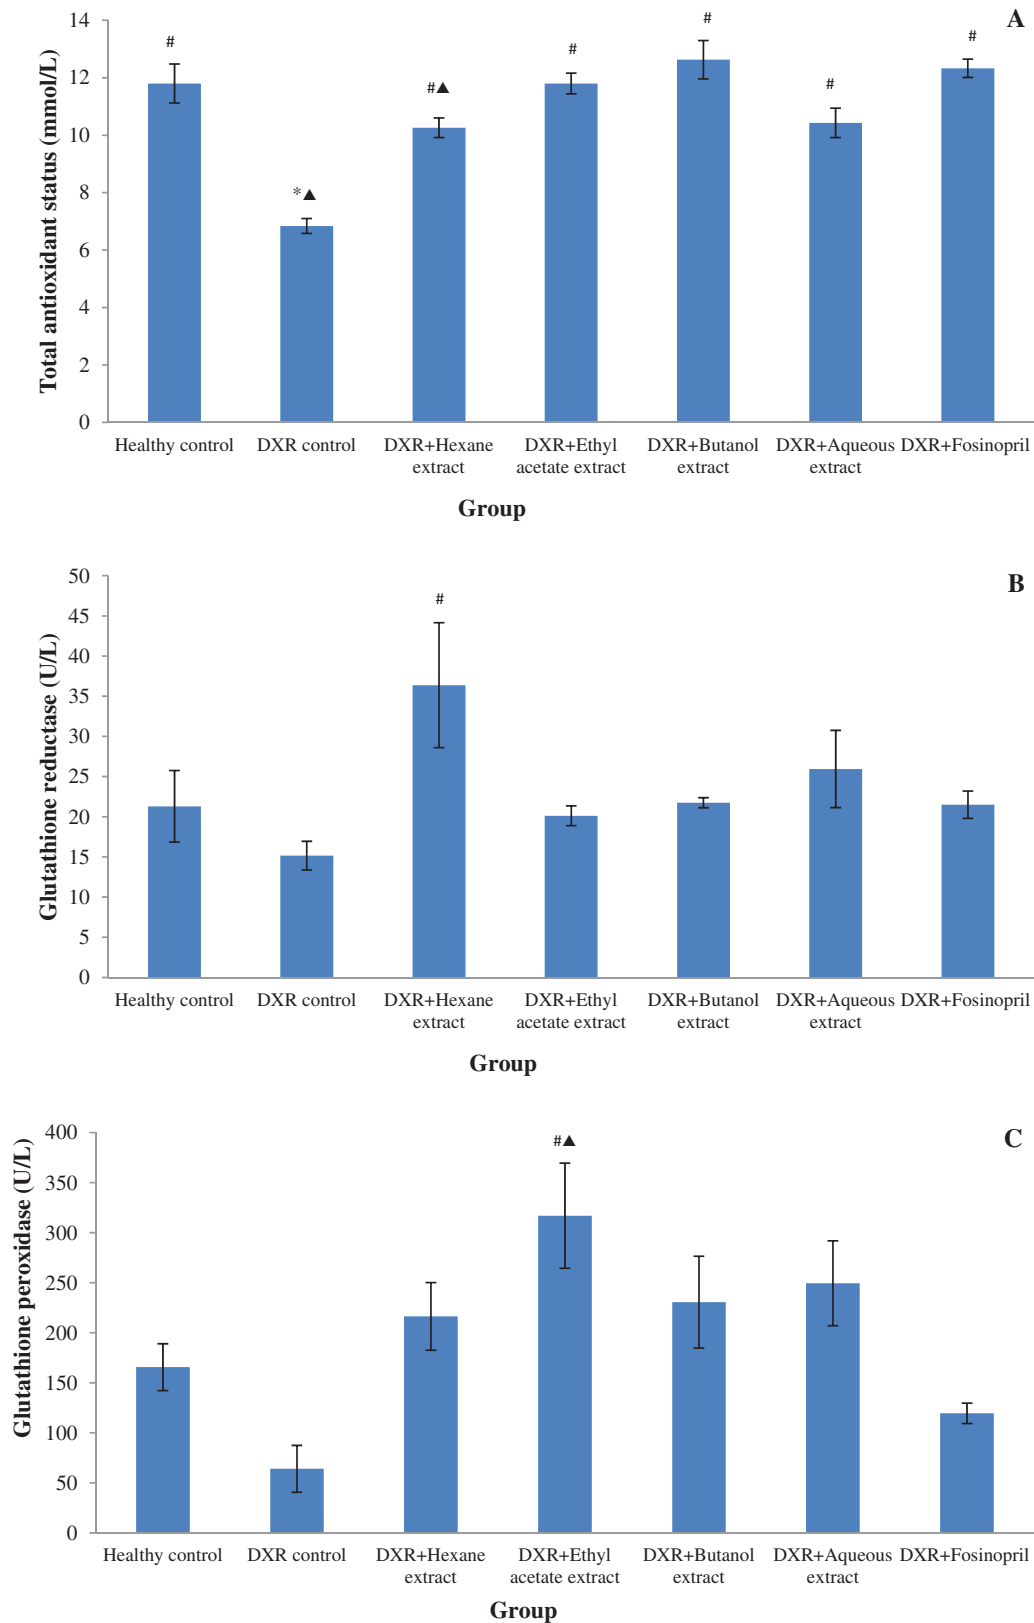 A
Total antioxidant status (mmol/L)
14
12
10
8
6
4
2
0
#
*▲
#▲
#
#
#
#
Healthy control
DXR control
DXR+Hexane
extract
DXR+Ethyl
acetate extract
DXR+Butanol
extract
DXR+Aqueous
extract
DXR+Fosinopril
Group
B
Glutathione reductase (U/L)
50
45
40
35
30
25
20
15
10
5
0
#
Healthy control
DXR control
DXR+Hexane
extract
DXR+Ethyl
acetate extract
DXR+Butanol
extract
DXR+Aqueous
extract
DXR+Fosinopril
Group
C
Glutathione peroxidase (U/L)
400
350
300
250
200
150
100
50
0
#▲
Healthy control
DXR control
DXR+Hexane
extract
DXR+Ethyl
acetate extract
DXR+Butanol
extract
DXR+Aqueous
extract
DXR+Fosinopril
Group